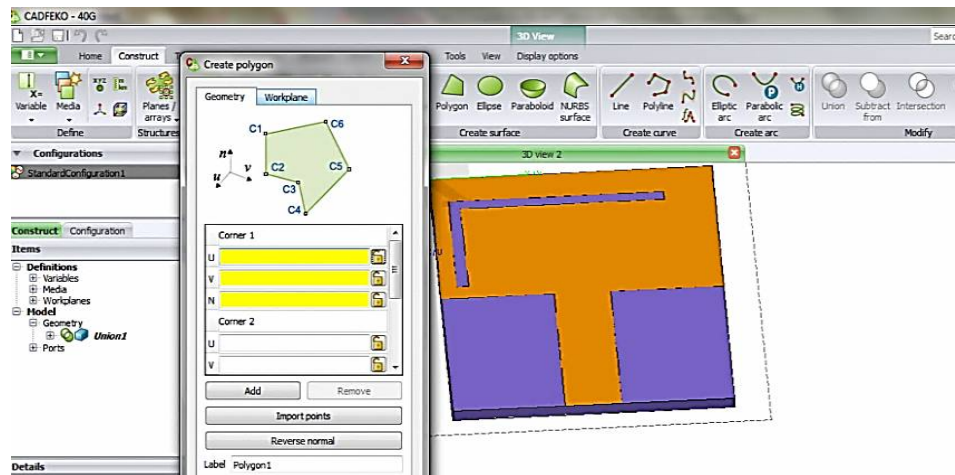 CADFEKO - 40G
3D View
Searc
Home Construct T Tools View Display options
X=
Variable Media Planes / arrays Polygon Ellipse Paraboloid NURBS surface Line Polyline Elliptic arc Parabolic arc Union Subtract from Intersection
Define Structures Create surface Create curve Create arc Modify
Create polygon
Geometry Workplane
C1 C6
n v u
C2 C5
C3
C4
Corner 1
U
V
N
Corner 2
U
V
Add Remove
Import points
Reverse normal
Label Polygon1
Configurations
StandardConfiguration1
Construct Configuration
Items
Definitions
Variables
Media
Workplanes
Model
Geometry
Union1
Ports
Details
3D view 2